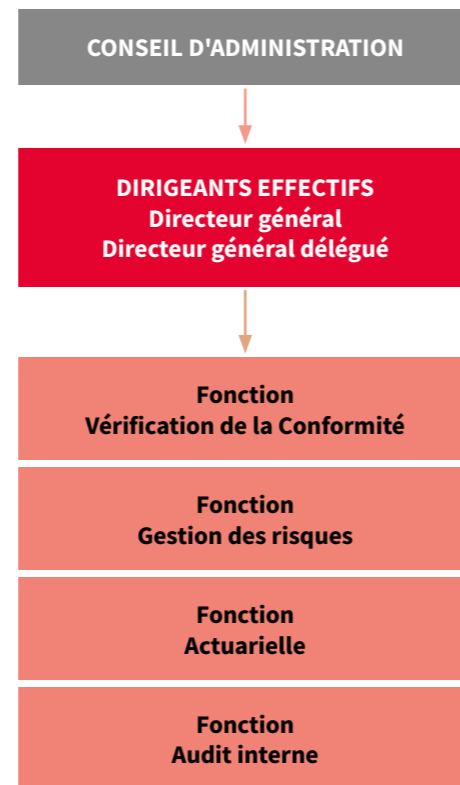 CONSEIL D'ADMINISTRATION
DIRIGEANTS EFFECTIFS
Directeur général
Directeur général délégué
Fonction
Vérification de la Conformité
Fonction
Gestion des risques
Fonction
Actuarielle
Fonction
Audit interne